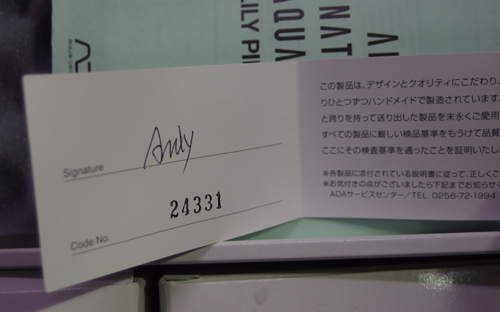 LILY PI
AQUA
NAT
A
この製品は、デザインとクオリティにこだわり、
りひとつずつハンドメイドで製造されています
と誇りを持って送り出した製品を末永くご愛用
すべての製品に厳しい検品基準をもうけて品質
ここにその検査基準を通ったことを証明いたし
※各製品に添付されている説明書に従って、正しくご
※お気付きの点がございましたら下記までお知らせく
ADAサービスセンター/TEL. 0256-72-1994
Signature
24331
Code No.